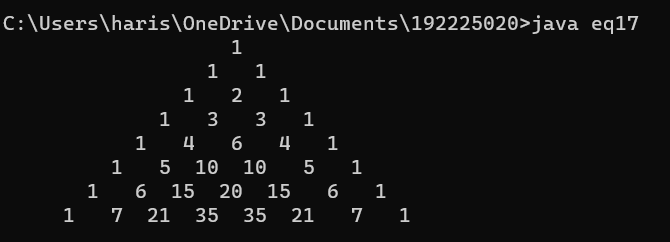 C:\Users\haris\OneDrive\Documents\192225020>java eq17
                   1
                 1   1
               1   2   1
             1   3   3   1
           1   4   6   4   1
         1   5  10  10   5   1
       1   6  15  20  15   6   1
     1   7  21  35  35  21   7   1